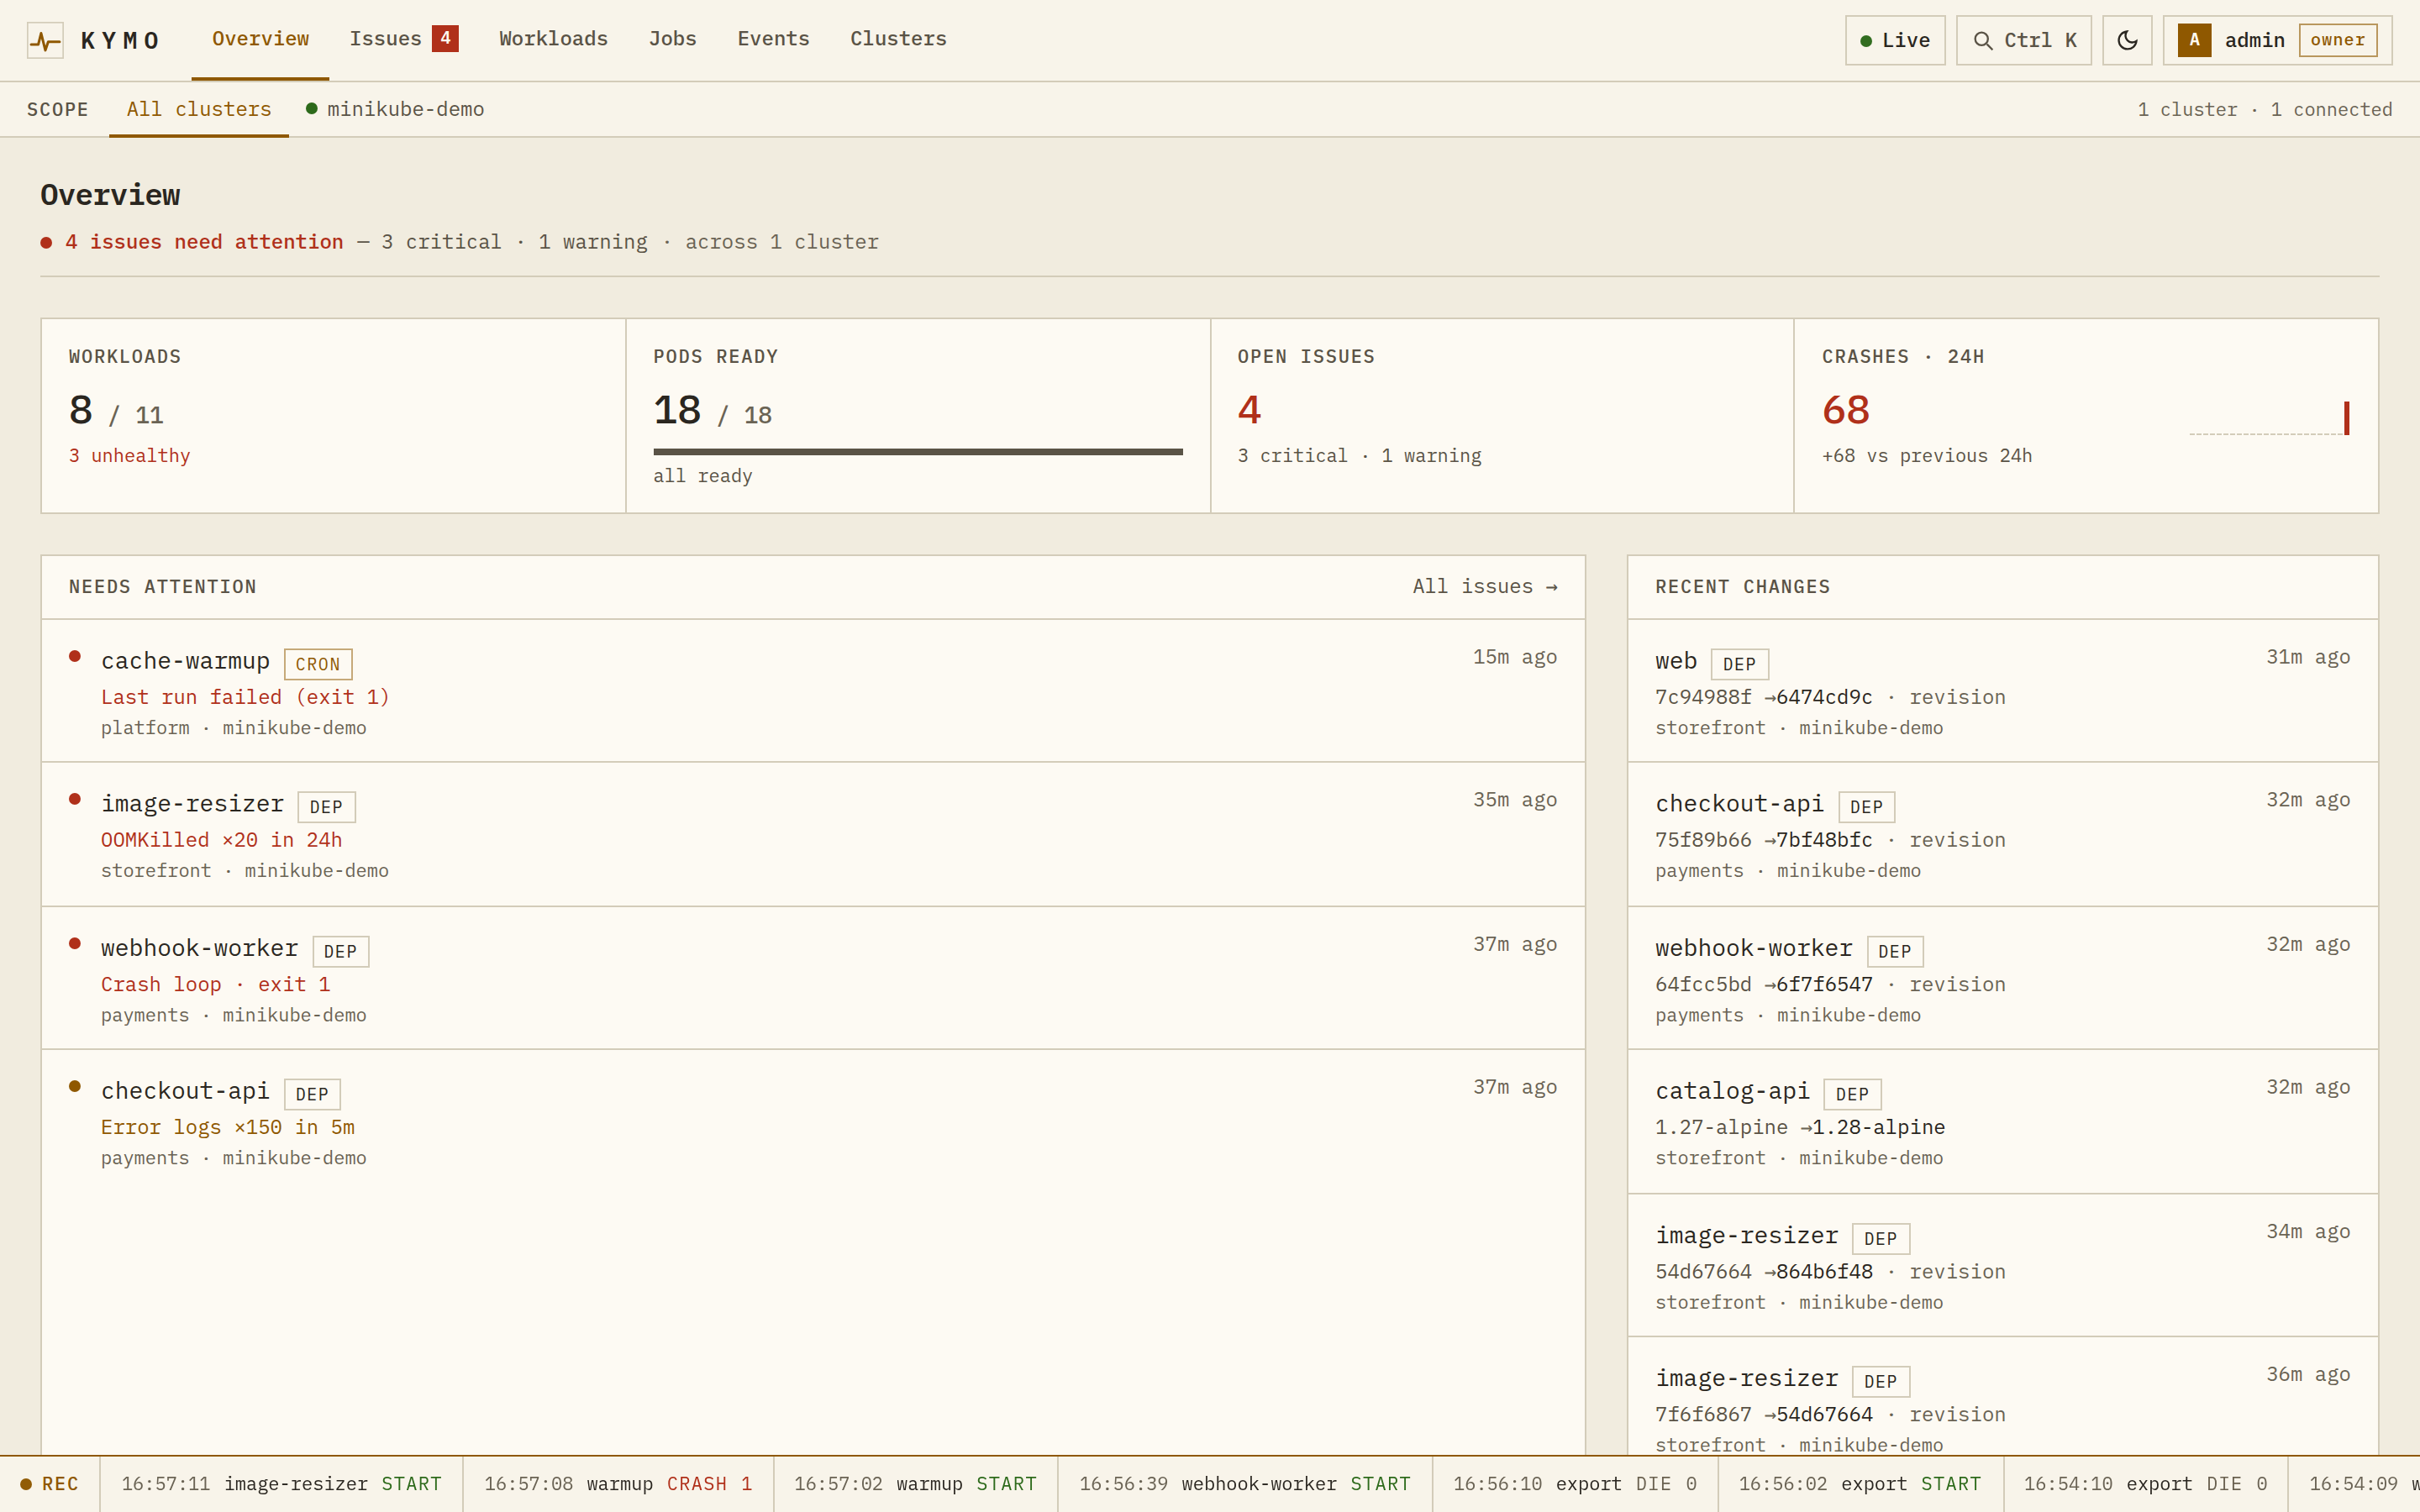 KYMO Overview Issues 4 Workloads Jobs Events Clusters Live Ctrl K A admin owner
SCOPE All clusters minikube-demo 1 cluster · 1 connected
Overview
4 issues need attention — 3 critical · 1 warning · across 1 cluster
WORKLOADS
8 / 11
3 unhealthy
PODS READY
18 / 18
all ready
OPEN ISSUES
4
3 critical · 1 warning
CRASHES · 24H
68
+68 vs previous 24h
NEEDS ATTENTION All issues →
cache-warmup CRON 15m ago
Last run failed (exit 1)
platform · minikube-demo
image-resizer DEP 35m ago
OOMKilled ×20 in 24h
storefront · minikube-demo
webhook-worker DEP 37m ago
Crash loop · exit 1
payments · minikube-demo
checkout-api DEP 37m ago
Error logs ×150 in 5m
payments · minikube-demo
RECENT CHANGES
web DEP 31m ago
7c94988f →6474cd9c · revision
storefront · minikube-demo
checkout-api DEP 32m ago
75f89b66 →7bf48bfc · revision
payments · minikube-demo
webhook-worker DEP 32m ago
64fcc5bd →6f7f6547 · revision
payments · minikube-demo
catalog-api DEP 32m ago
1.27-alpine →1.28-alpine
storefront · minikube-demo
image-resizer DEP 34m ago
54d67664 →864b6f48 · revision
storefront · minikube-demo
image-resizer DEP 36m ago
7f6f6867 →54d67664 · revision
storefront · minikube-demo
REC 16:57:11 image-resizer START 16:57:08 warmup CRASH 1 16:57:02 warmup START 16:56:39 webhook-worker START 16:56:10 export DIE 0 16:56:02 export START 16:54:10 export DIE 0 16:54:09